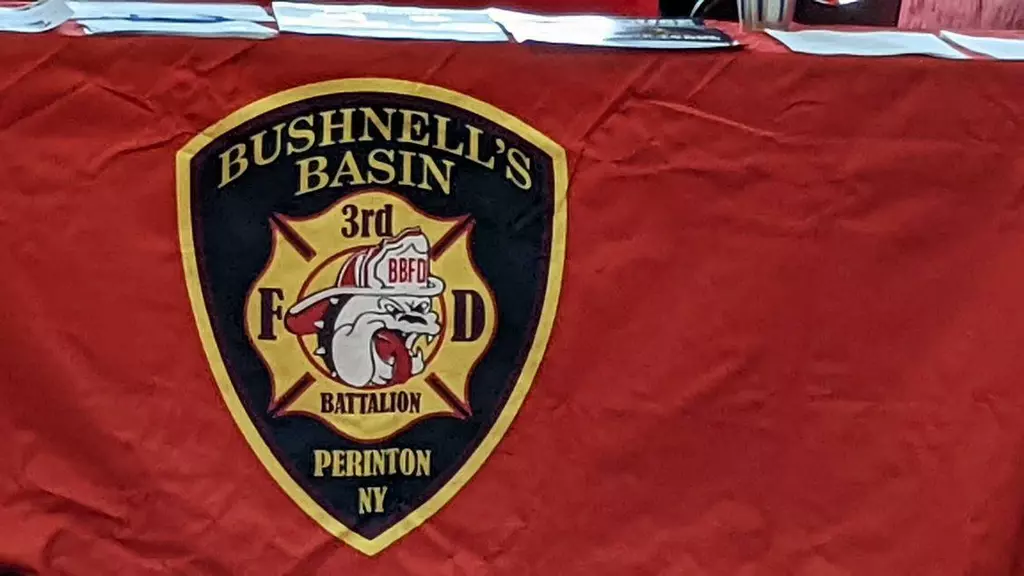 BUSHNELL'S
BASIN
3rd
BBFD
F D
BATTALION
PERINTON
NY